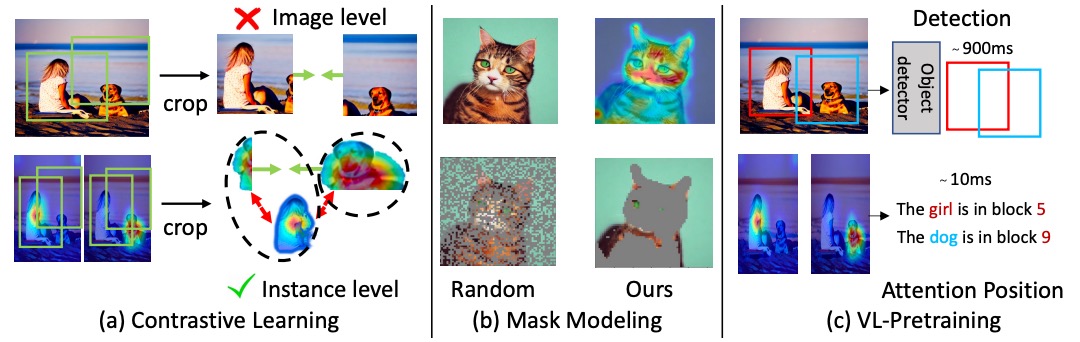 Image level
crop
crop
Instance level
(a) Contrastive Learning
Random
Ours
(b) Mask Modeling
Detection
~900ms
Object
detector
~10ms
The girl is in block 5
The dog is in block 9
Attention Position
(c) VL-Pretraining